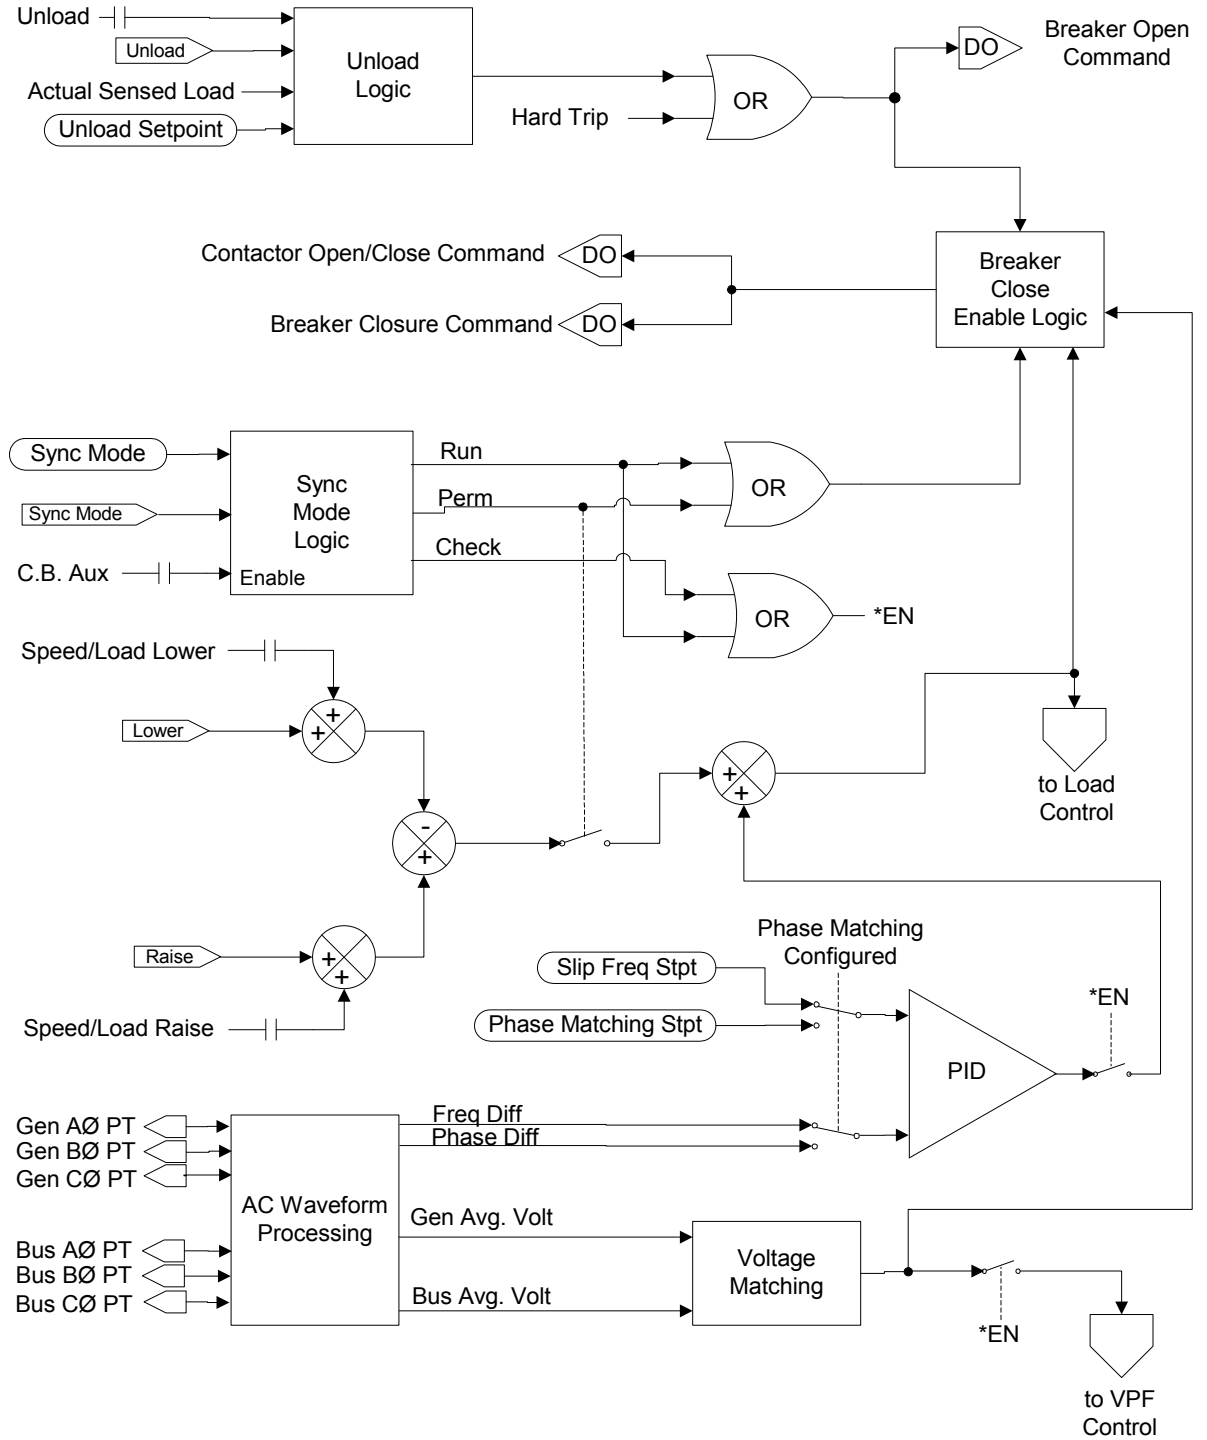 Unload
Unload
Actual Sensed Load
Unload Setpoint
Unload
Logic
Hard Trip
OR
DO
Breaker Open
Command
Contactor Open/Close Command
DO
Breaker Closure Command
DO
Breaker
Close
Enable Logic
Sync Mode
Sync Mode
C.B. Aux
Sync
Mode
Logic
Enable
Run
Perm
Check
OR
OR
*EN
Speed/Load Lower
Lower
+
+
-
+
Raise
+
+
Speed/Load Raise
+
+
to Load
Control
Phase Matching
Configured
Slip Freq Stpt
Phase Matching Stpt
PID
*EN
Gen AØ PT
Gen BØ PT
Gen CØ PT
Bus AØ PT
Bus BØ PT
Bus CØ PT
AC Waveform
Processing
Freq Diff
Phase Diff
Gen Avg. Volt
Bus Avg. Volt
Voltage
Matching
*EN
to VPF
Control